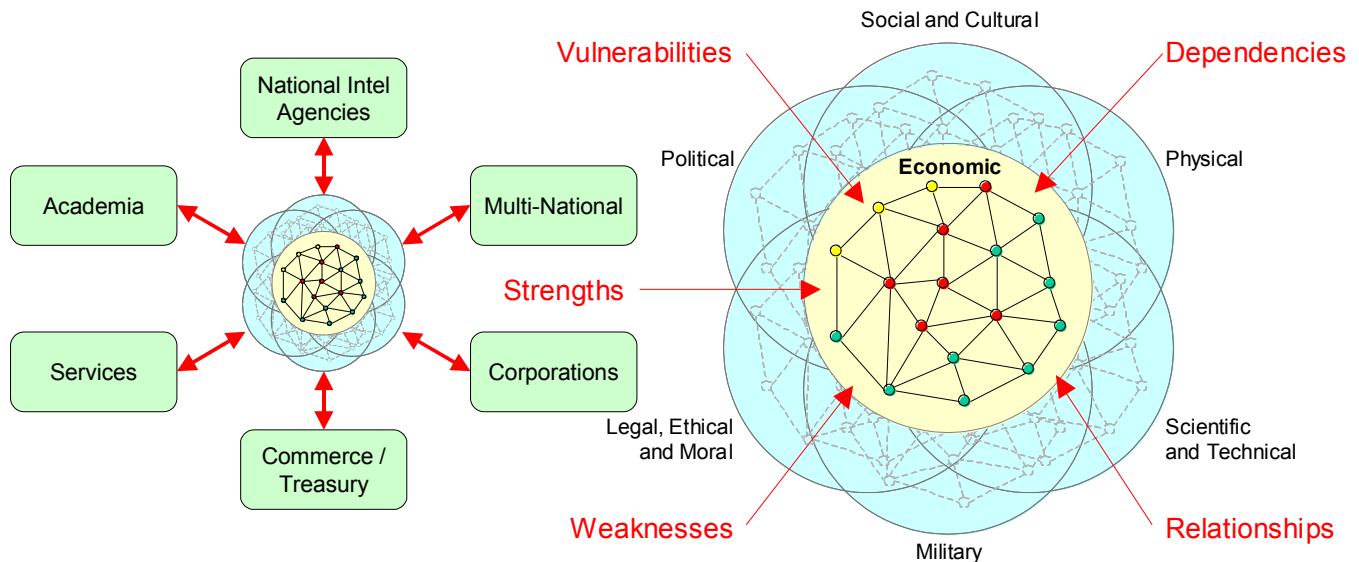 National Intel
Agencies
Academia
Multi-National
Services
Corporations
Commerce /
Treasury
Social and Cultural
Vulnerabilities
Dependencies
Political
Economic
Physical
Strengths
Legal, Ethical
and Moral
Scientific
and Technical
Weaknesses
Relationships
Military